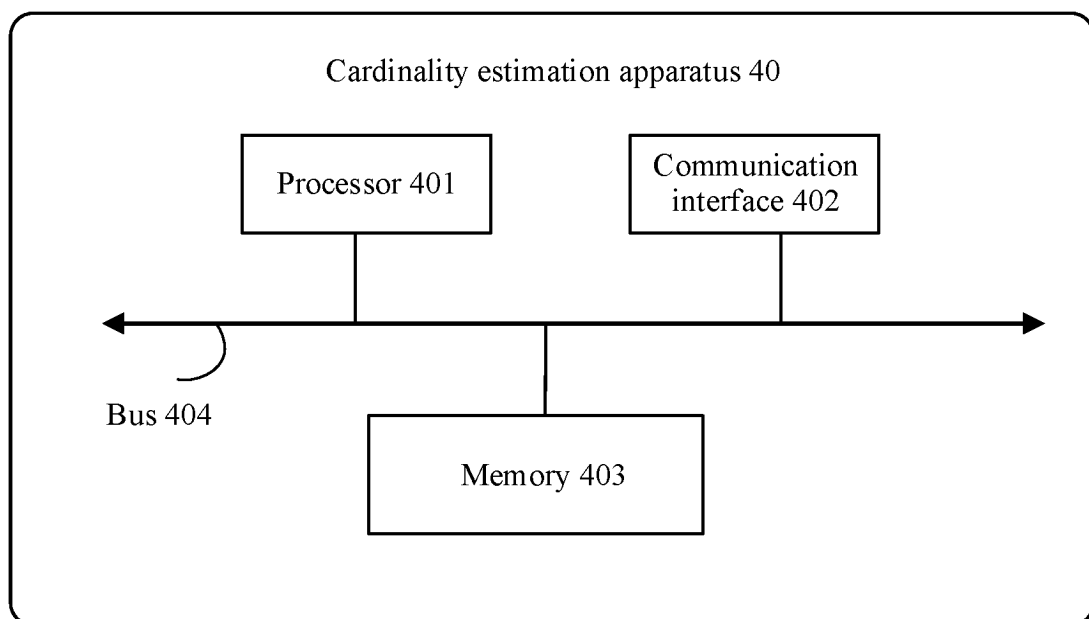 Cardinality estimation apparatus 40
Processor 401
Communication
interface 402
Bus 404
Memory 403